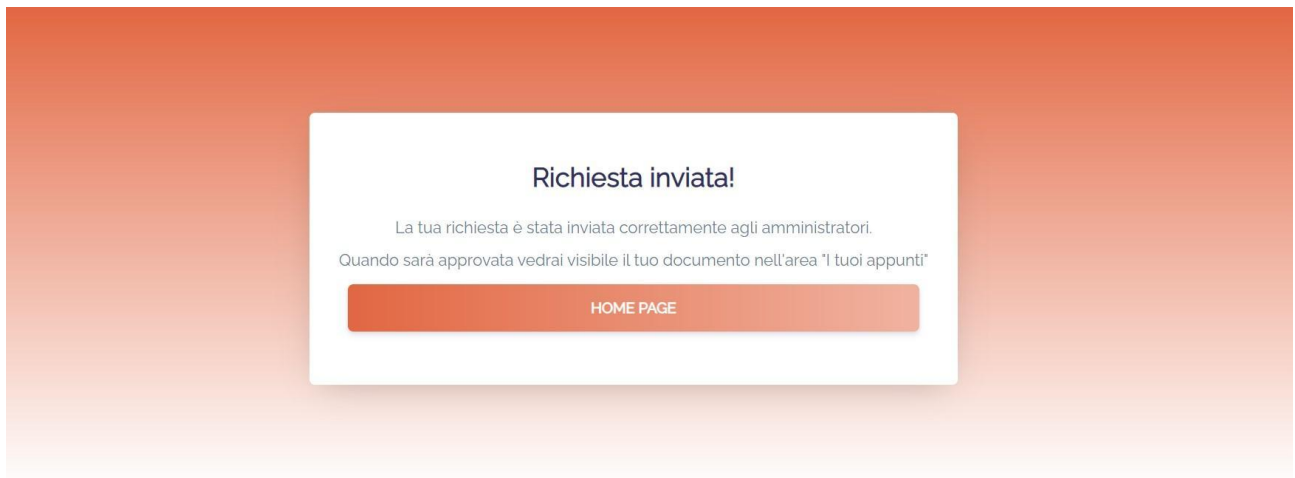 Richiesta inviata!
La tua richiesta è stata inviata correttamente agli amministratori.
Quando sarà approvata vedrai visibile il tuo documento nell'area "I tuoi appunti"
HOME PAGE